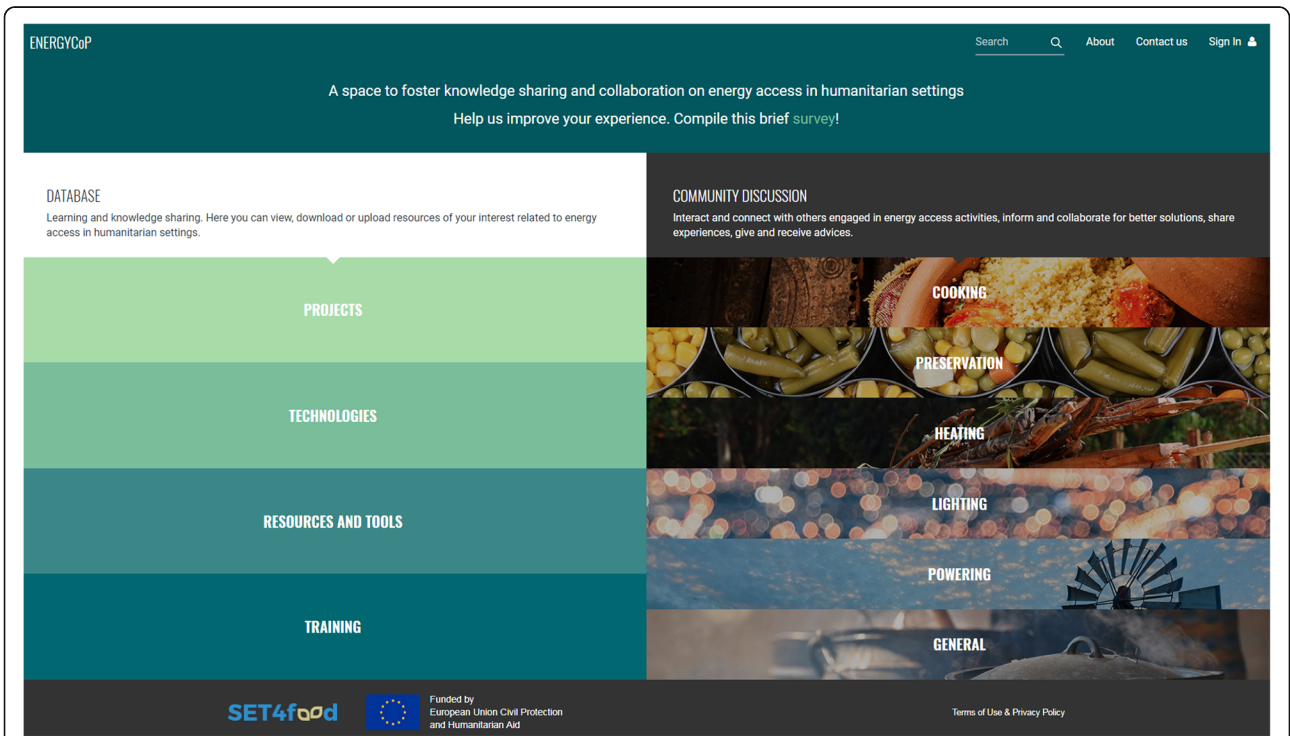 ENERGYCoP
Search
About
Contact us
Sign In
A space to foster knowledge sharing and collaboration on energy access in humanitarian settings
Help us improve your experience. Compile this brief survey!
DATABASE
Learning and knowledge sharing. Here you can view, download or upload resources of your interest related to energy
access in humanitarian settings.
PROJECTS
TECHNOLOGIES
RESOURCES AND TOOLS
TRAINING
COMMUNITY DISCUSSION
Interact and connect with others engaged in energy access activities, inform and collaborate for better solutions, share
experiences, give and receive advices.
COOKING
PRESERVATION
HEATING
LIGHTING
POWERING
GENERAL
SET4food
Funded by
European Union Civil Protection
and Humanitarian Aid
Terms of Use & Privacy Policy